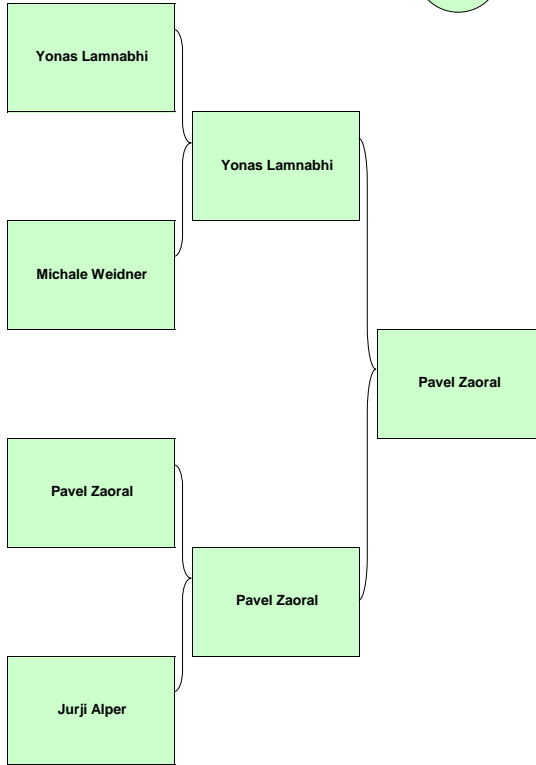 Yonas Lamnabhi
Yonas Lamnabhi
Michale Weidner
Pavel Zaoral
Pavel Zaoral
Pavel Zaoral
Jurji Alper